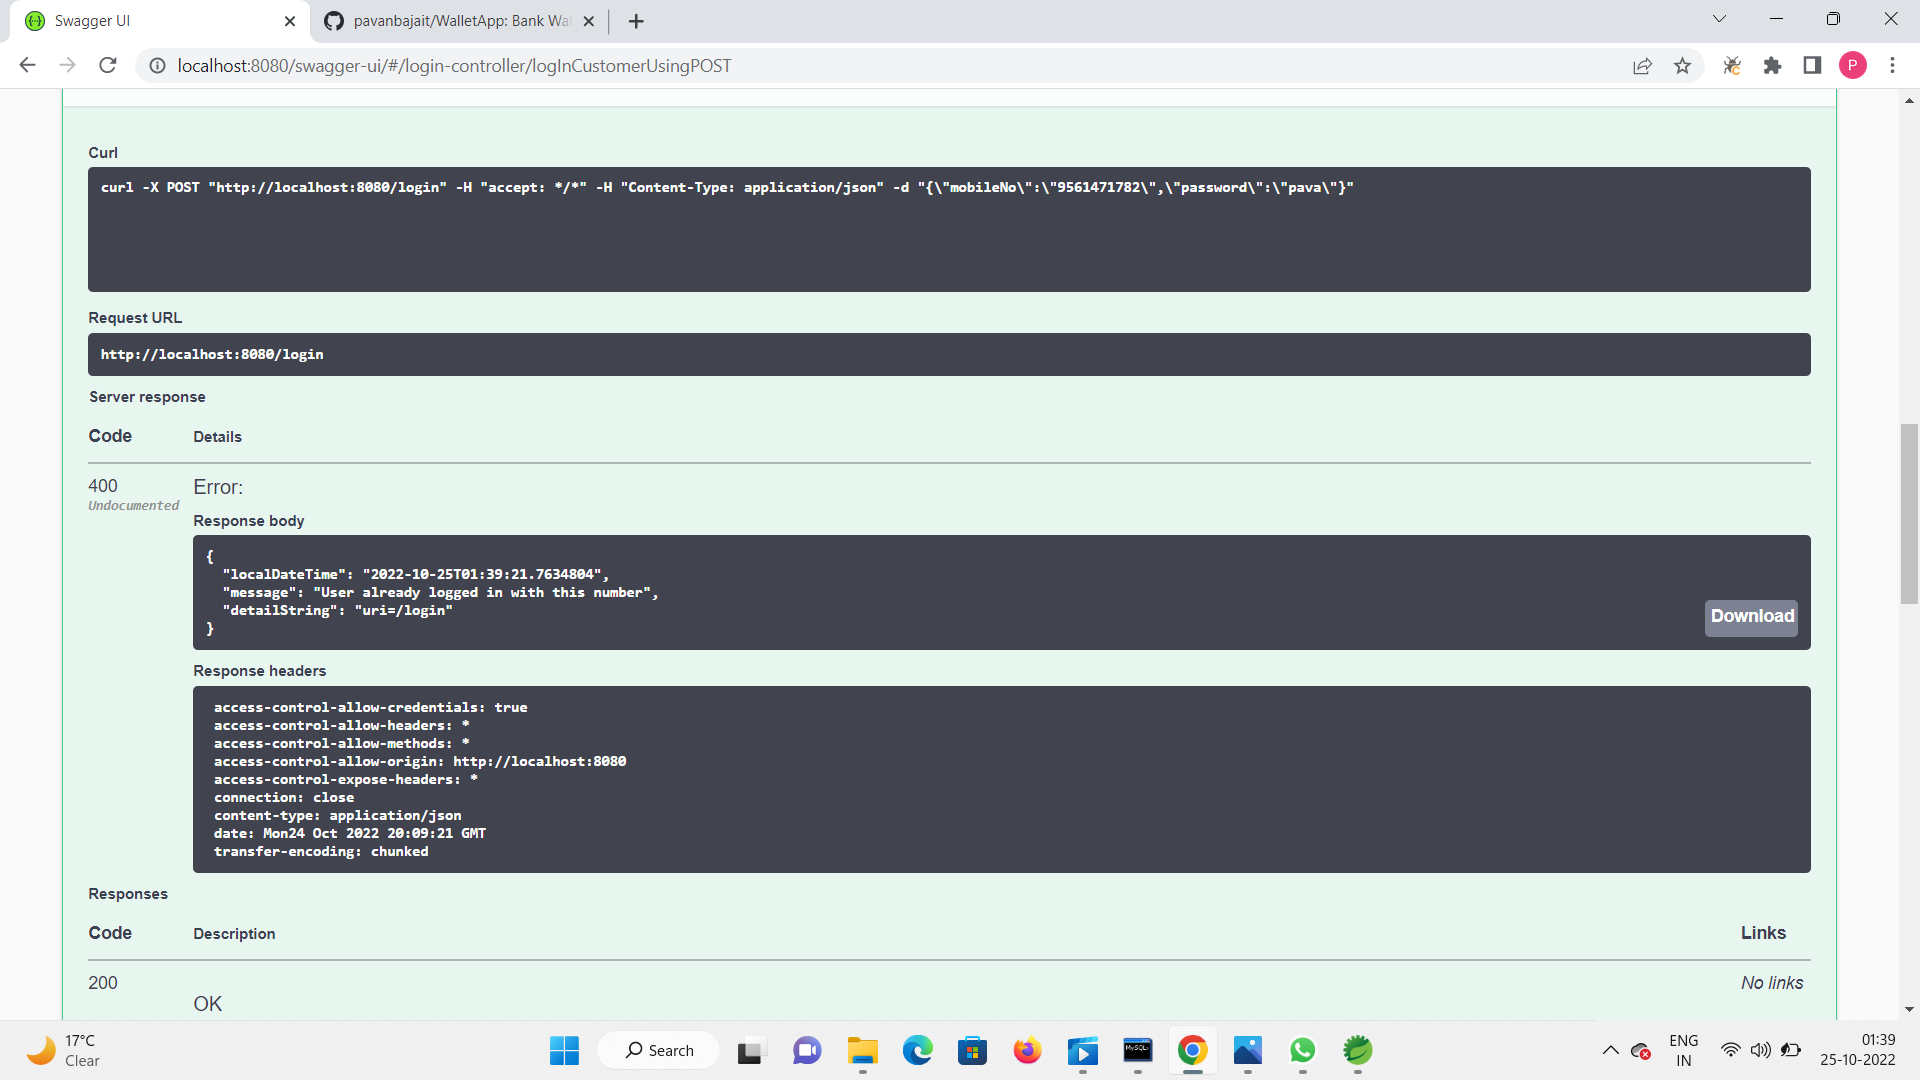 Swagger UI
pavanbajait/WalletApp: Bank Wal
localhost:8080/swagger-ui/#/login-controller/logInCustomerUsingPOST
P
Curl
curl -X POST "http://localhost:8080/login" -H "accept: */*" -H "Content-Type: application/json" -d "{\"mobileNo\":\"9561471782\",\"password\":\"pava\"}"
Request URL
http://localhost:8080/login
Server response
Code Details
400 Error:
Undocumented
Response body
{
"localDateTime": "2022-10-25T01:39:21.7634804",
"message": "User already logged in with this number",
"detailString": "uri=/login"
}
Download
Response headers
access-control-allow-credentials: true
access-control-allow-headers: *
access-control-allow-methods: *
access-control-allow-origin: http://localhost:8080
access-control-expose-headers: *
connection: close
content-type: application/json
date: Mon24 Oct 2022 20:09:21 GMT
transfer-encoding: chunked
Responses
Code Description Links
200 No links
OK
17°C
Clear
Search
ENG
IN
01:39
25-10-2022